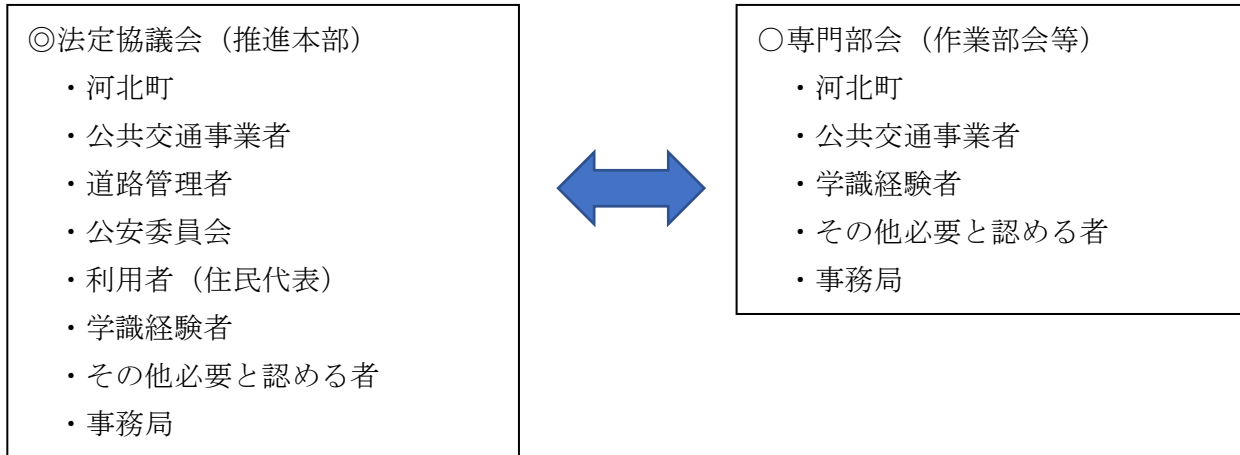 ◎法定協議会（推進本部）
・河北町
・公共交通事業者
・道路管理者
・公安委員会
・利用者（住民代表）
・学識経験者
・その他必要と認める者
・事務局
○専門部会（作業部会等）
・河北町
・公共交通事業者
・学識経験者
・その他必要と認める者
・事務局